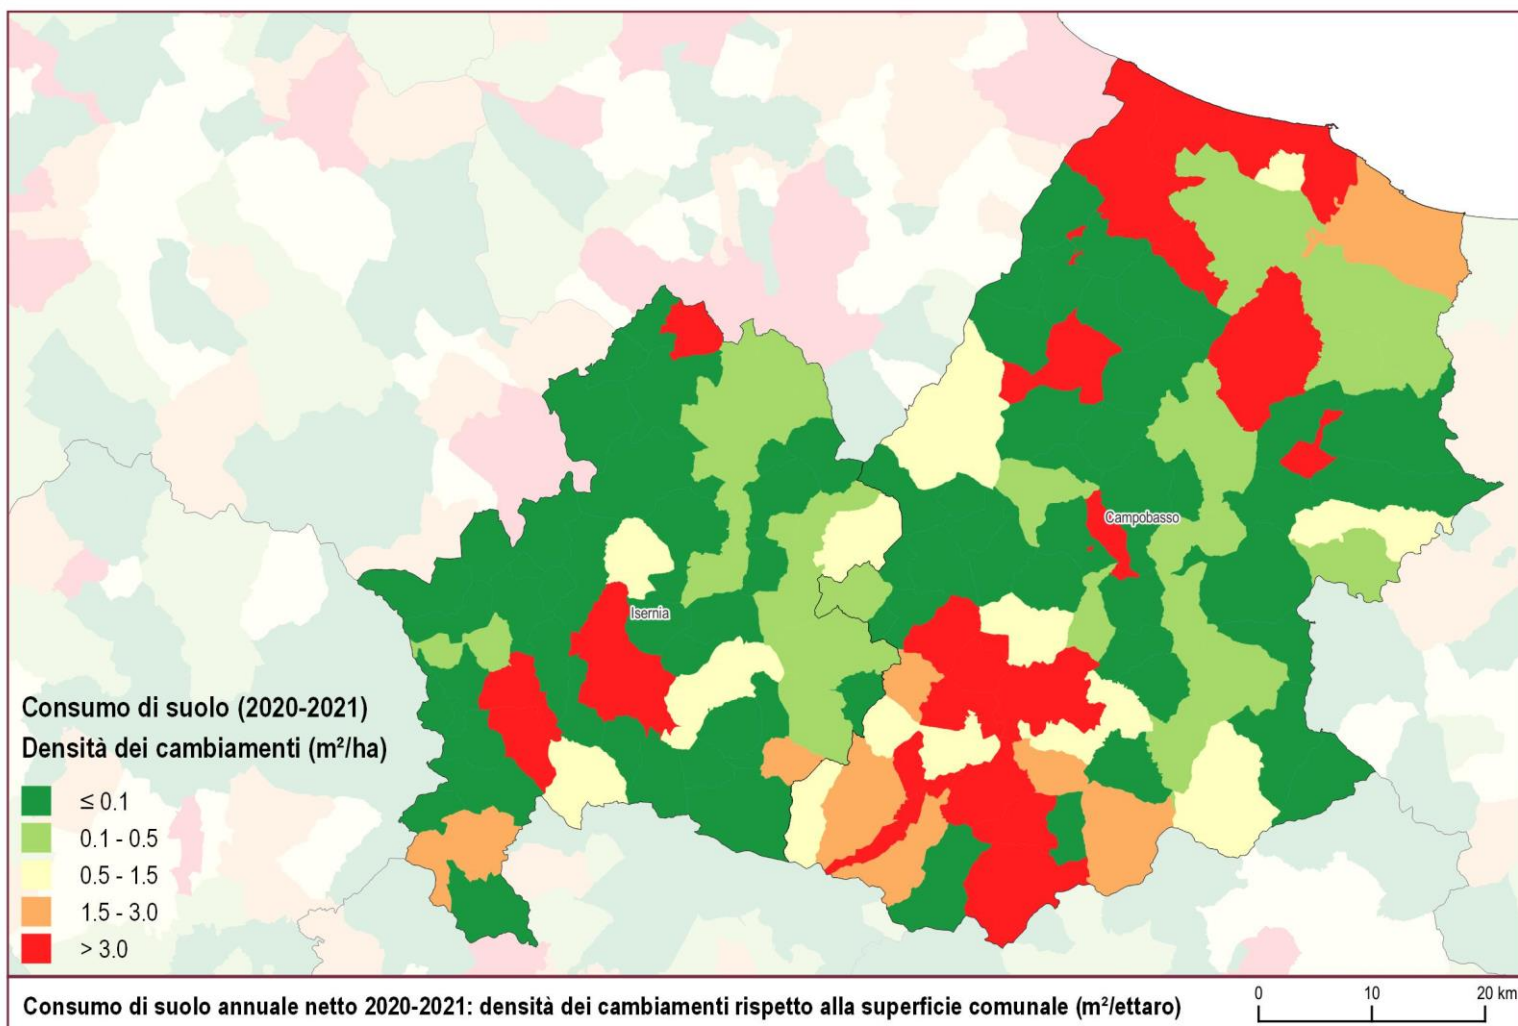 Campobasso
Isernia
Consumo di suolo (2020-2021)
Densità dei cambiamenti (m²/ha)
≤ 0.1
0.1 - 0.5
0.5 - 1.5
1.5 - 3.0
> 3.0
Consumo di suolo annuale netto 2020-2021: densità dei cambiamenti rispetto alla superficie comunale (m²/ettaro)
0 10 20 km